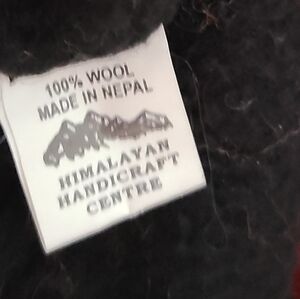 100% WOOL
MADE IN NEPAL
HIMALAYAN
HANDICRAFT
CENTRE